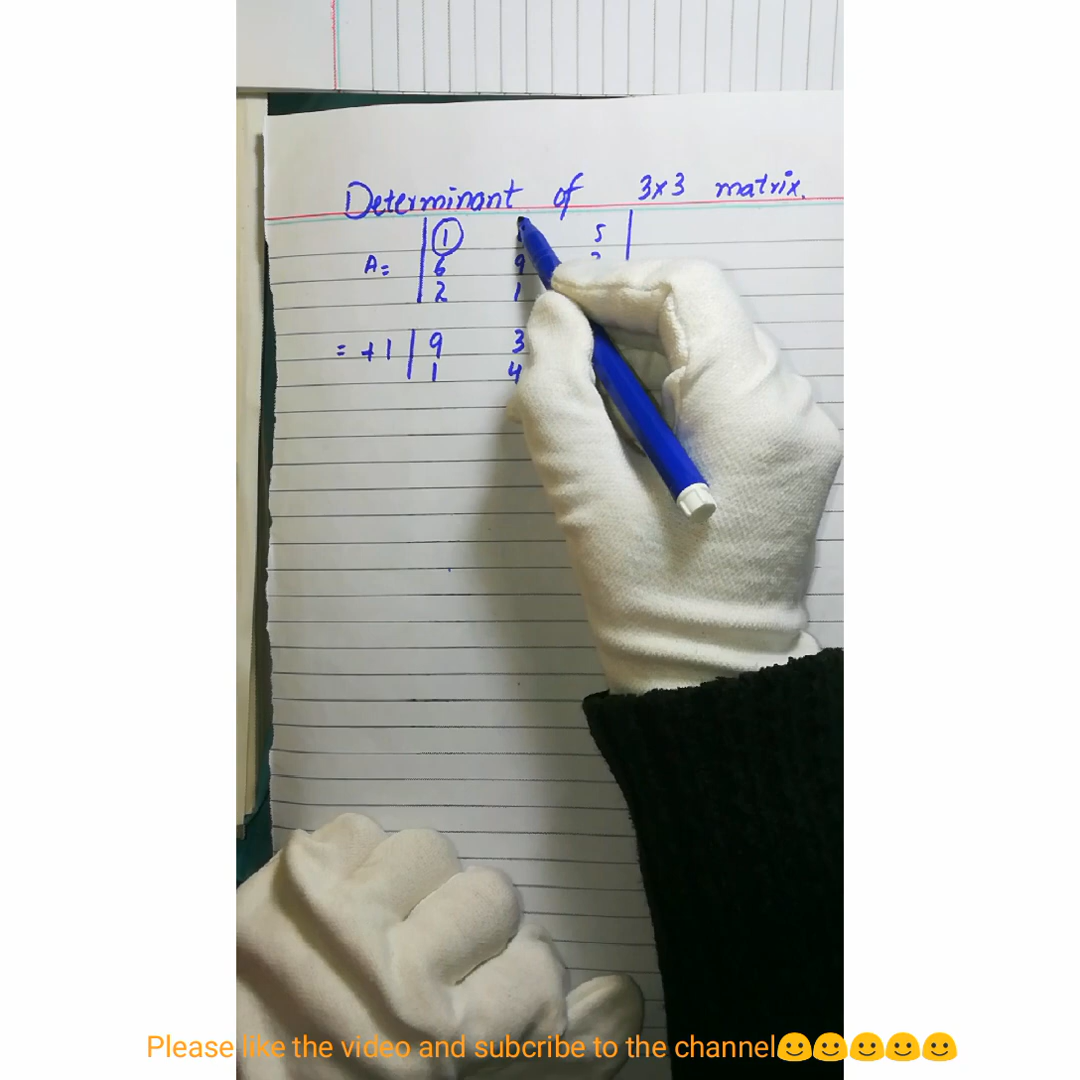 Determinant of 3x3 matrix.
1 5
A= 6 9
2 1
= +1 9 3
1 4
Please like the video and subcribe to the channel